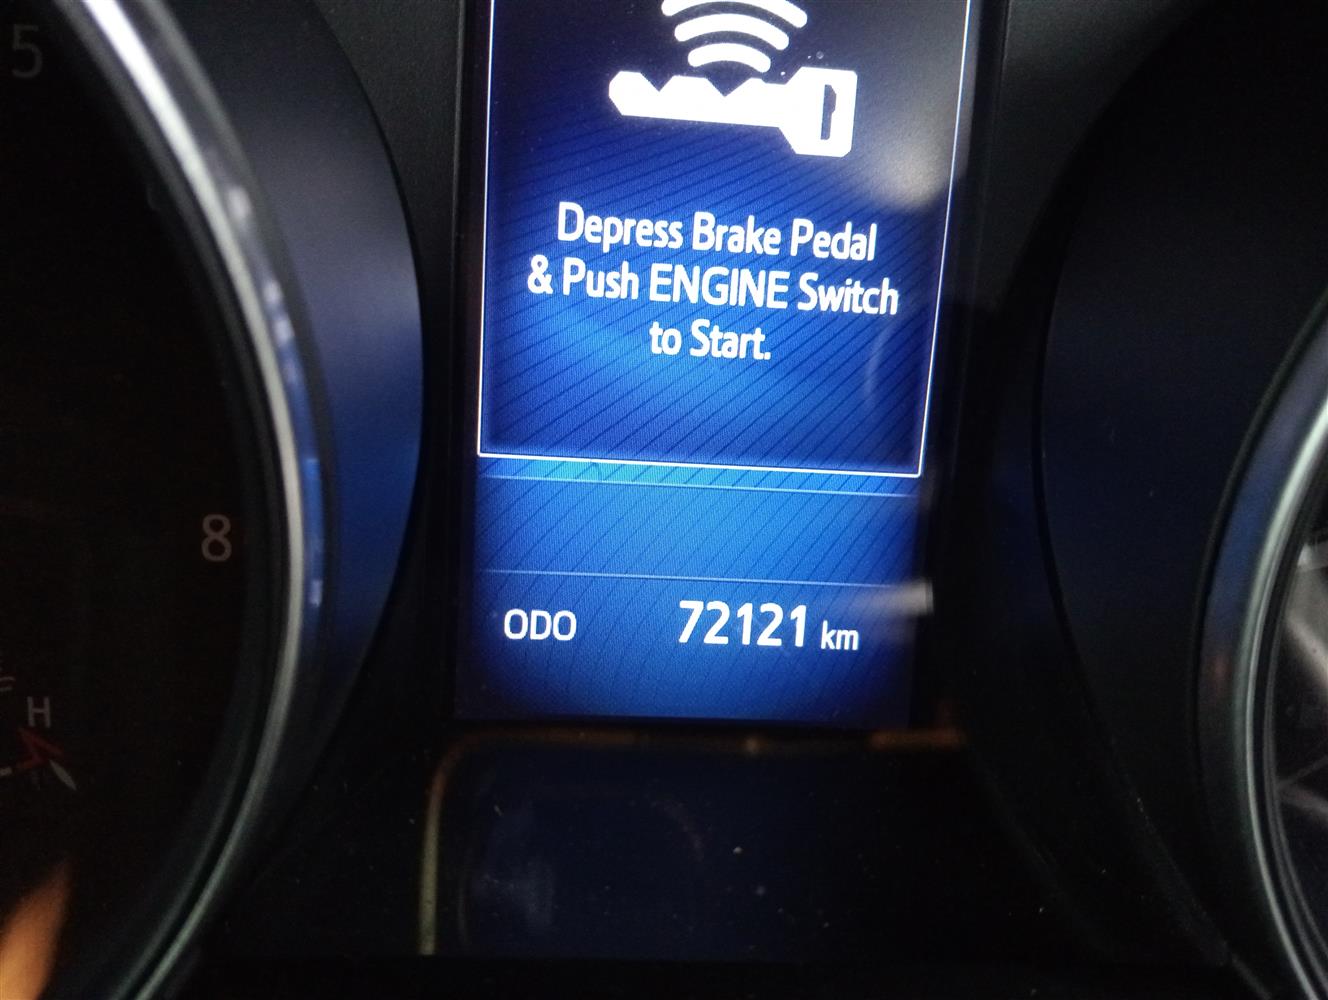 5
Depress Brake Pedal
& Push ENGINE Switch
to Start.
8
ODO 72121 km
H